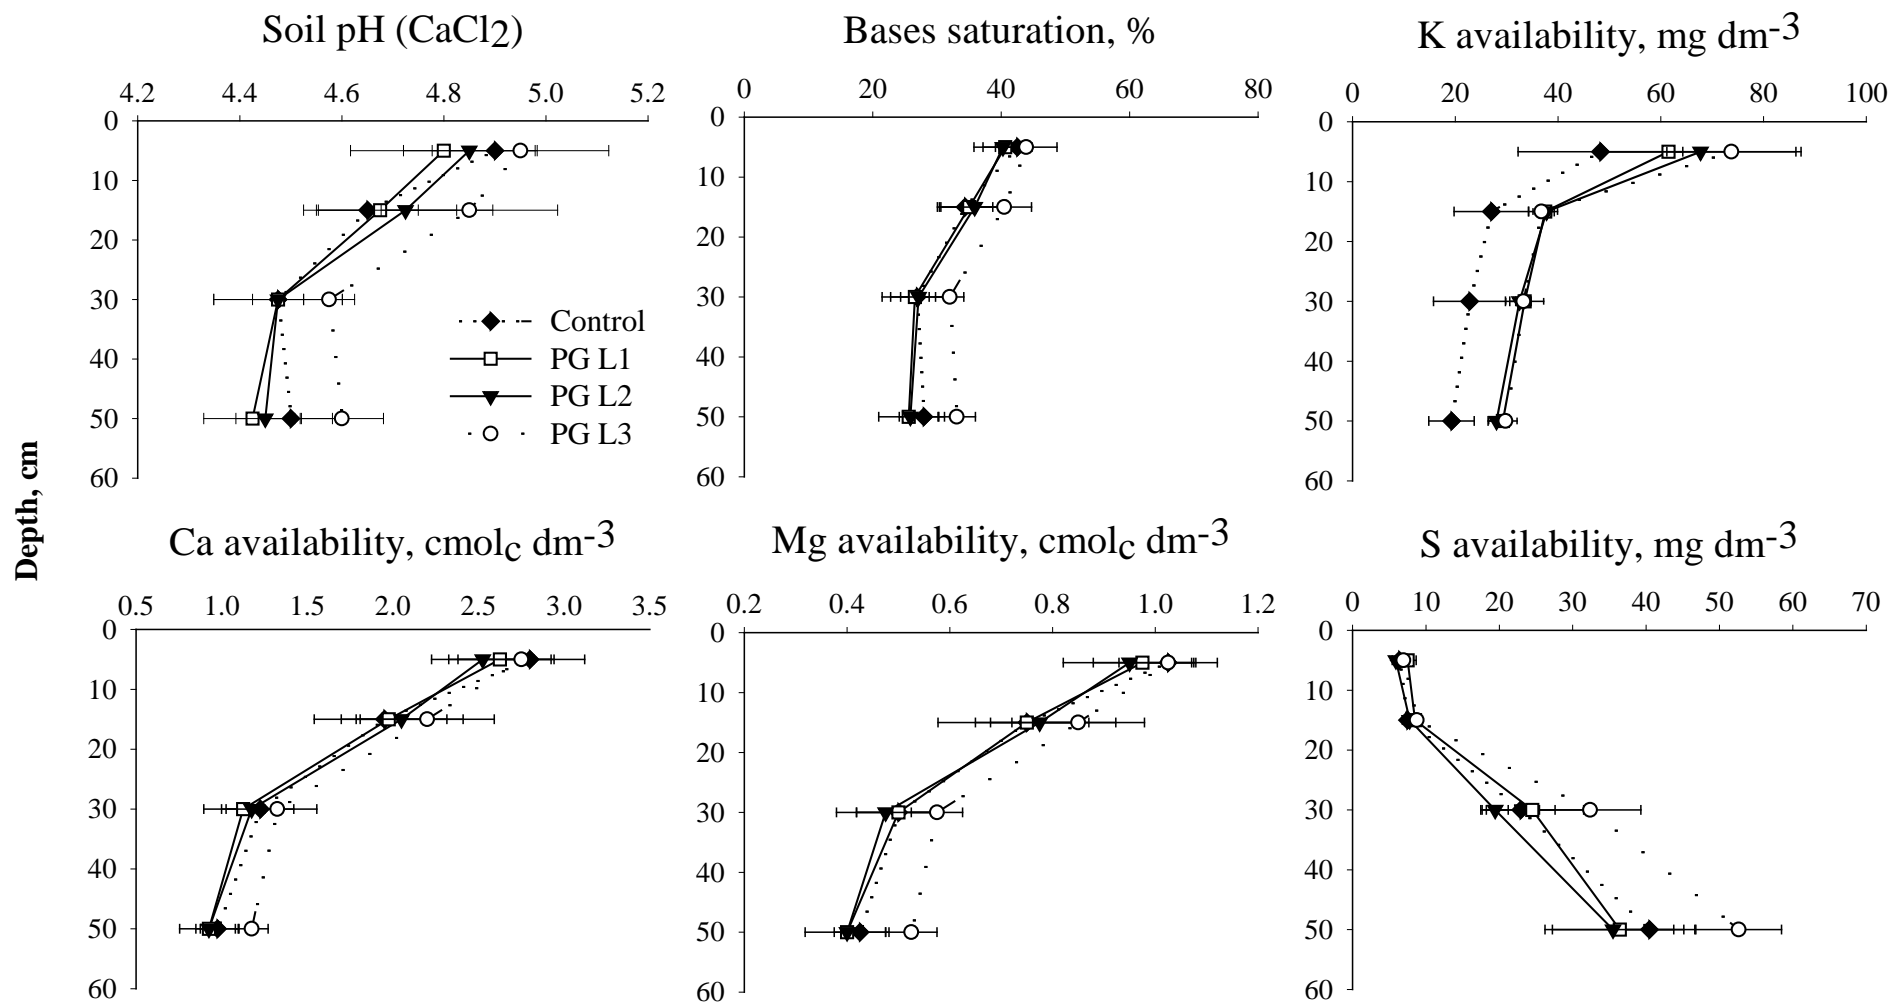 Soil pH (CaCl2)
4.2 4.4 4.6 4.8 5.0 5.2
0
10
20
30
40
50
60
Control
PG L1
PG L2
PG L3
Bases saturation, %
0 20 40 60 80
0
10
20
30
40
50
60
K availability, mg dm-3
0 20 40 60 80 100
0
10
20
30
40
50
60
Depth, cm
Ca availability, cmolc dm-3
0.5 1.0 1.5 2.0 2.5 3.0 3.5
0
10
20
30
40
50
60
Mg availability, cmolc dm-3
0.2 0.4 0.6 0.8 1.0 1.2
0
10
20
30
40
50
60
S availability, mg dm-3
0 10 20 30 40 50 60 70
0
10
20
30
40
50
60